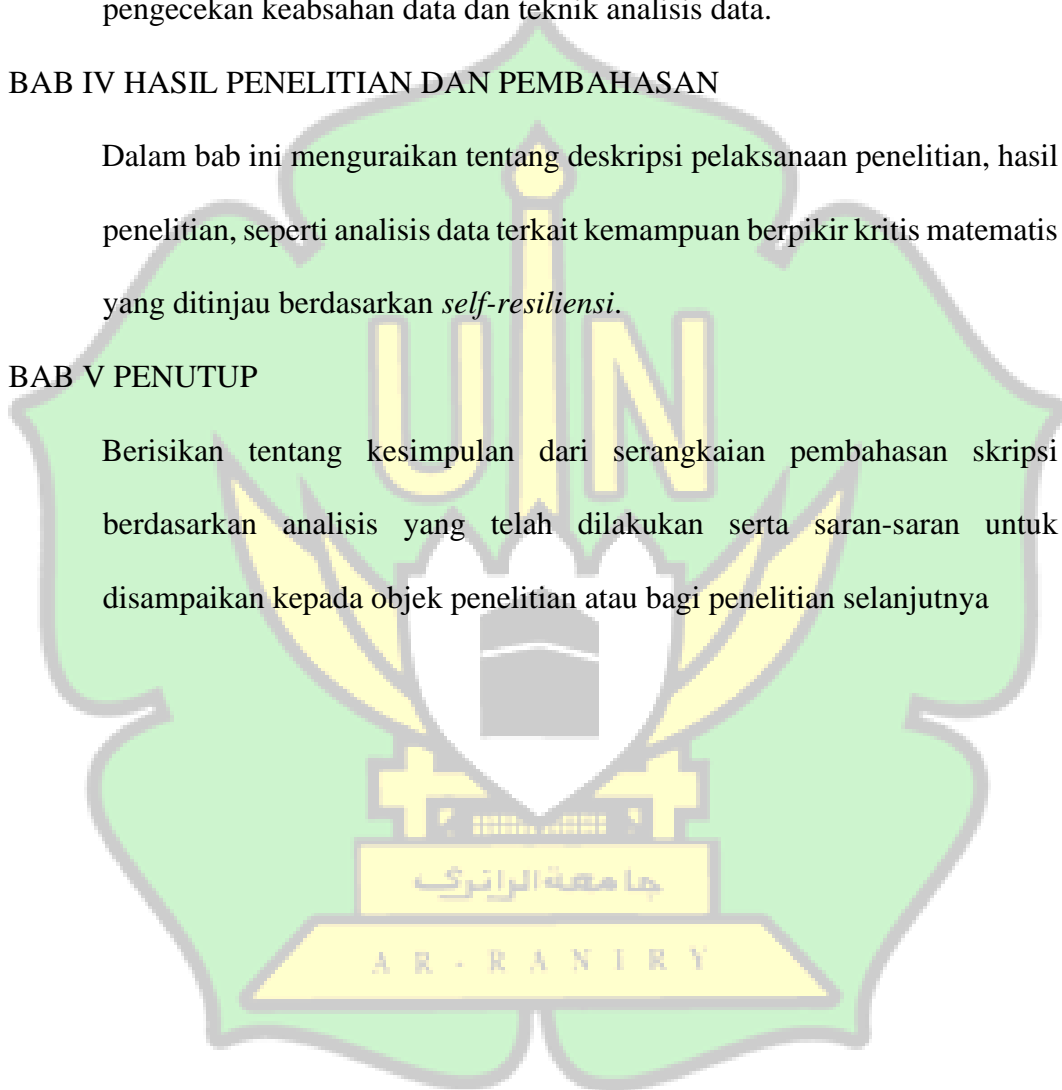 pengecekan keabsahan data dan teknik analisis data.
BAB IV HASIL PENELITIAN DAN PEMBAHASAN
Dalam bab ini menguraikan tentang deskripsi pelaksanaan penelitian, hasil
penelitian, seperti analisis data terkait kemampuan berpikir kritis matematis
yang ditinjau berdasarkan self-resiliensi.
BAB V PENUTUP
Berisikan tentang kesimpulan dari serangkaian pembahasan skripsi
berdasarkan analisis yang telah dilakukan serta saran-saran untuk
disampaikan kepada objek penelitian atau bagi penelitian selanjutnya
UIN
جامعة الرانري
AR - RANIRY